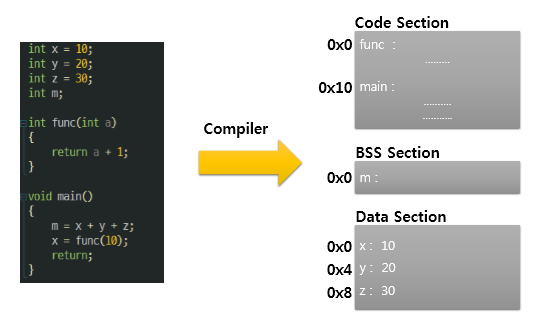 int x = 10;
int y = 20;
int z = 30;
int m;
int func(int a)
{
return a + 1;
}
void main()
{
m = x + y + z;
x = func(10);
return;
}
Compiler
Code Section
0x0 func :
.........
0x10 main :
..........
...........
BSS Section
0x0 m :
Data Section
0x0 x : 10
0x4 y : 20
0x8 z : 30